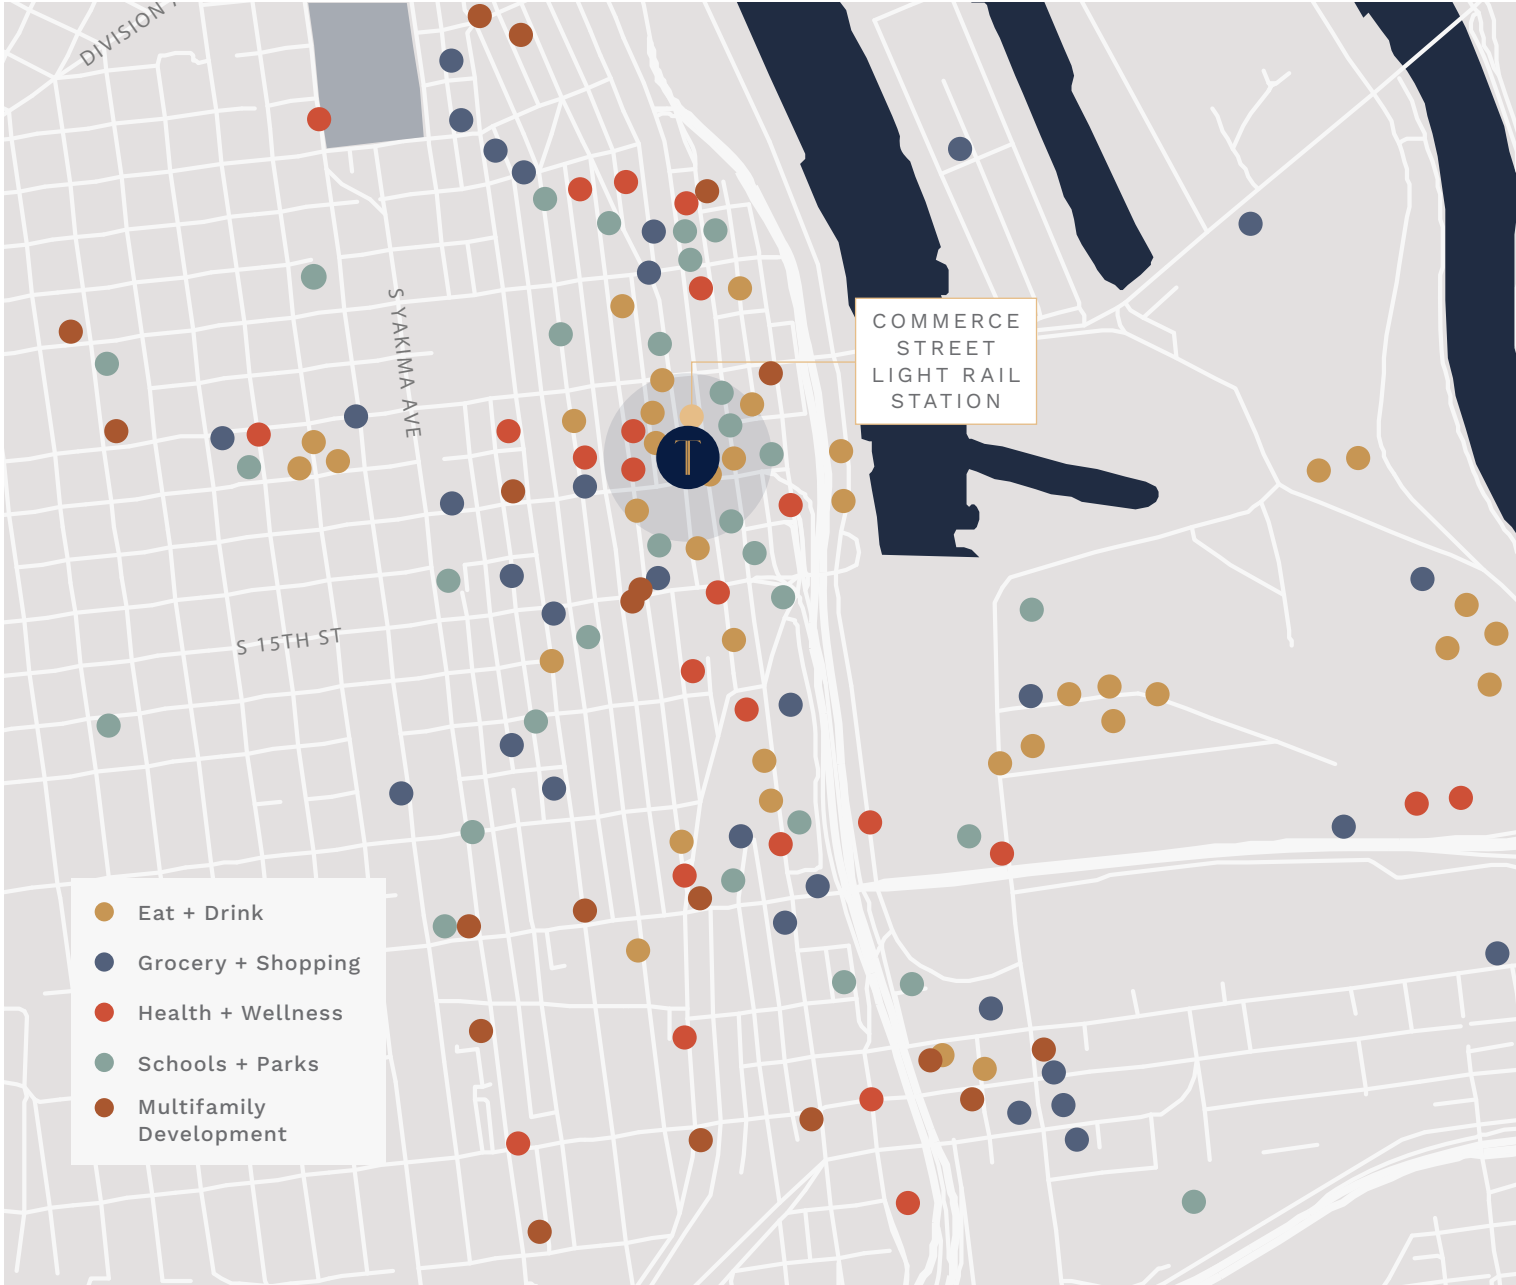 DIVISION
S YAKIMA AVE
COMMERCE
STREET
LIGHT RAIL
STATION
T
S 15TH ST
Eat + Drink
Grocery + Shopping
Health + Wellness
Schools + Parks
Multifamily
Development